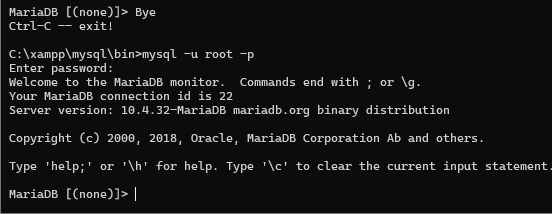 MariaDB [(none)]> Bye
Ctrl-C -- exit!
C:\xampp\mysql\bin>mysql -u root -p
Enter password:
Welcome to the MariaDB monitor.  Commands end with ; or \g.
Your MariaDB connection id is 22
Server version: 10.4.32-MariaDB mariadb.org binary distribution
Copyright (c) 2000, 2018, Oracle, MariaDB Corporation Ab and others.
Type 'help;' or '\h' for help. Type '\c' to clear the current input statement.
MariaDB [(none)]>